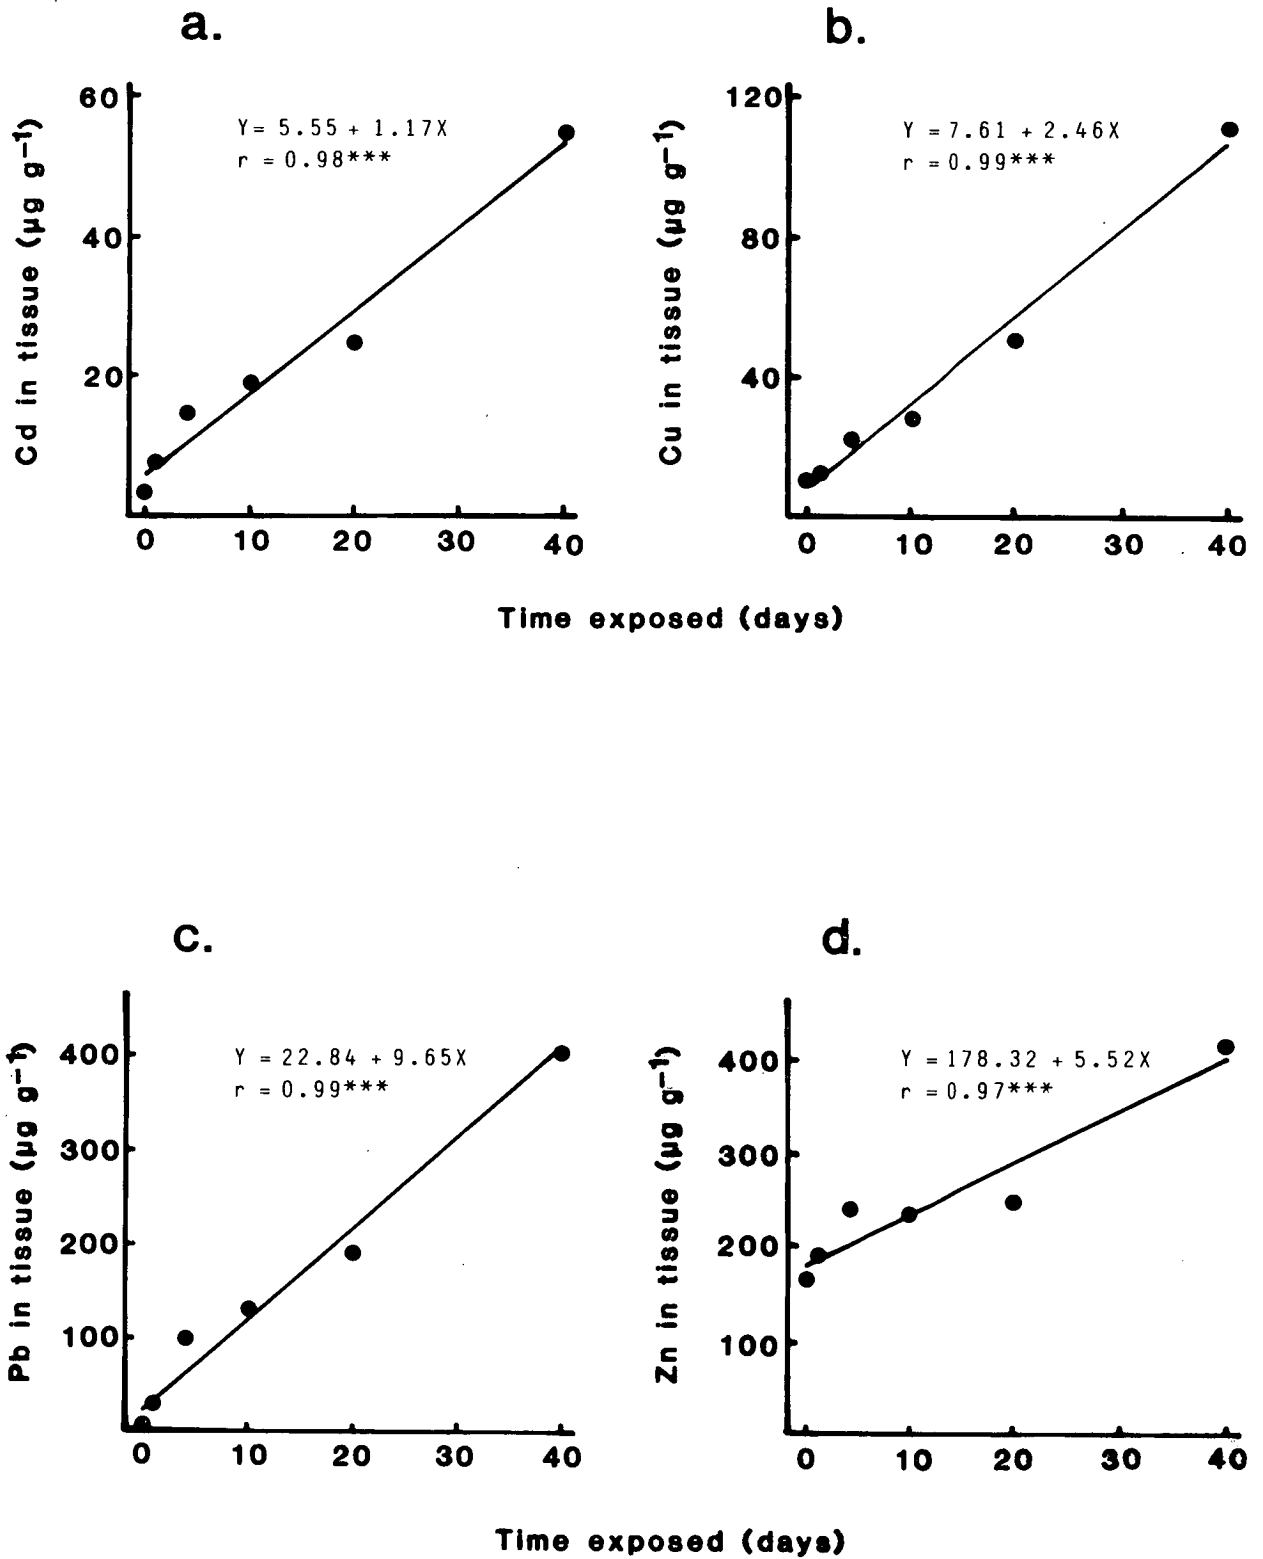 a.
60
40
20
Cd in tissue (µg g⁻¹)
Y= 5.55 + 1.17X
r = 0.98***
0 10 20 30 40
b.
120
80
40
Cu in tissue (µg g⁻¹)
Y = 7.61 + 2.46X
r = 0.99***
0 10 20 30 40
Time exposed (days)
c.
400
300
200
100
Pb in tissue (µg g⁻¹)
Y = 22.84 + 9.65X
r = 0.99***
0 10 20 30 40
d.
400
300
200
100
Zn in tissue (µg g⁻¹)
Y = 178.32 + 5.52X
r = 0.97***
0 10 20 30 40
Time exposed (days)